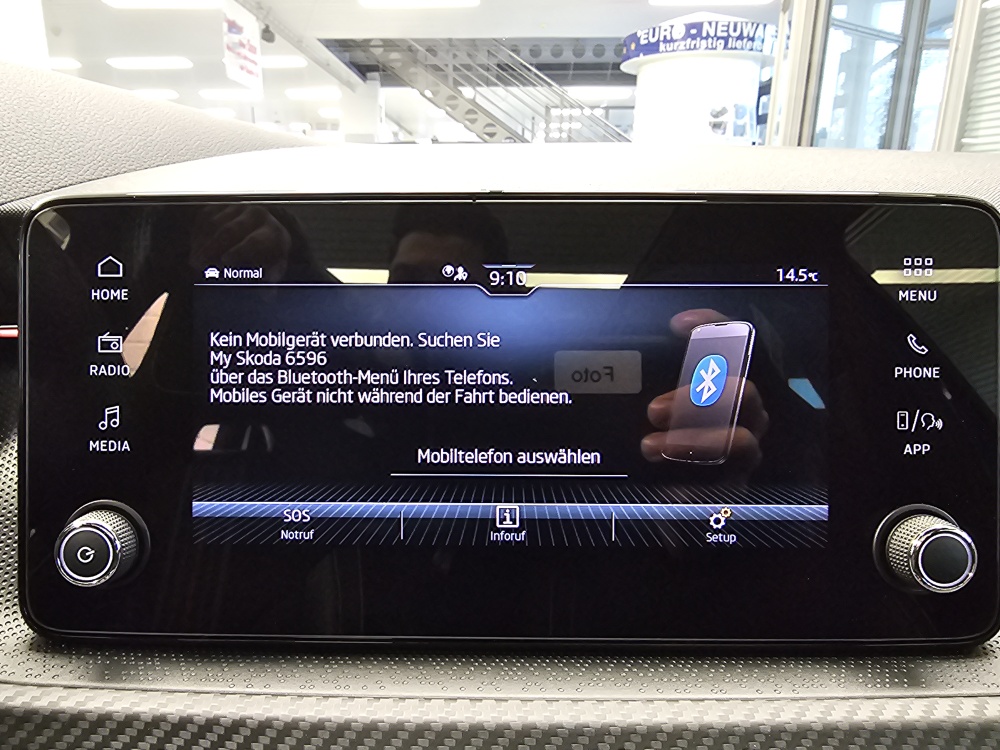 EURO - NEUWA
kurzfristig liefer
HOME
RADIO
MEDIA
Normal
9:10
14.5℃
Kein Mobilgerät verbunden. Suchen Sie
My Skoda 6596
über das Bluetooth-Menü Ihres Telefons.
Mobiles Gerät nicht während der Fahrt bedienen.
Foto
Mobiltelefon auswählen
SOS
Notruf
i
Inforuf
Setup
MENU
PHONE
APP